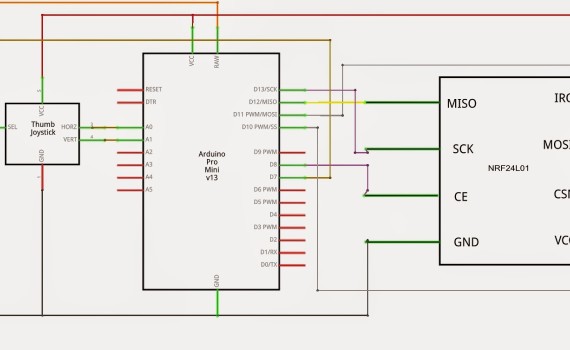 VCC
RAW
RESET
DTR
A0
A1
A2
A3
A4
A5
D13/SCK
D12/MISO
D11 PWM/MOSI
D10 PWM/SS
D9 PWM
D8
D7
D6 PWM
D5 PWM
D4
D3 PWM
D2
D1/RX
D0/TX
GND
Arduino
Pro
Mini
v13
SEL
VCC
Thumb
Joystick
HORZ
VERT
GND
MISO
SCK
CE
GND
NRF24L01
IRQ
MOS
CSN
VCC